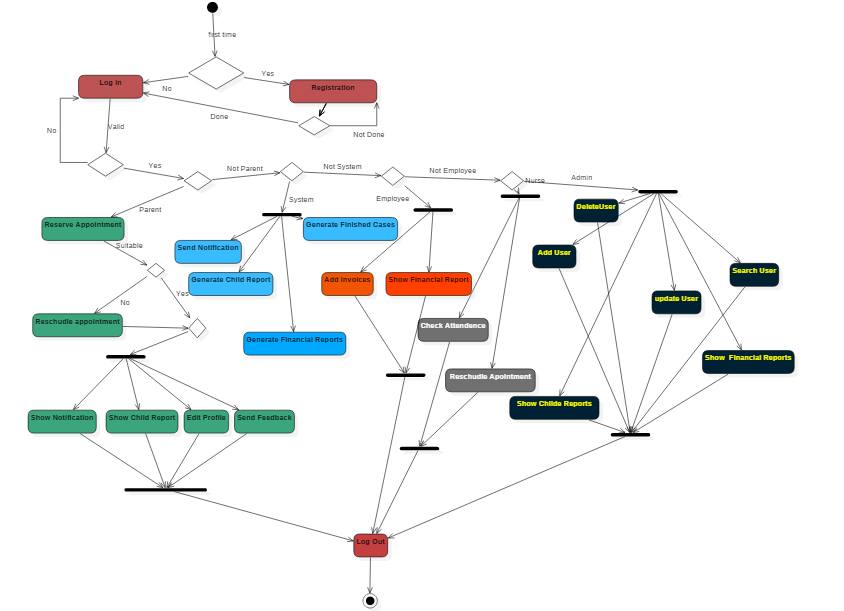 first time
Yes
Log in
Registration
No
Done
Not Done
No
Valid
Yes
Not Parent
Not System
Not Employee
Nurse
Admin
System
Employee
Parent
DeleteUser
Reserve Appointment
Generate Finished Cases
Suitable
Send Notification
Add User
Search User
Generate Child Report
Add Invoices
Show Financial Report
Yes
No
update User
Reschudle appointment
Check Attendence
Generate Financial Reports
Show Financial Reports
Reschudle Apointment
Show Childe Reports
Show Notification
Show Child Report
Edit Profile
Send Feedback
Log Out